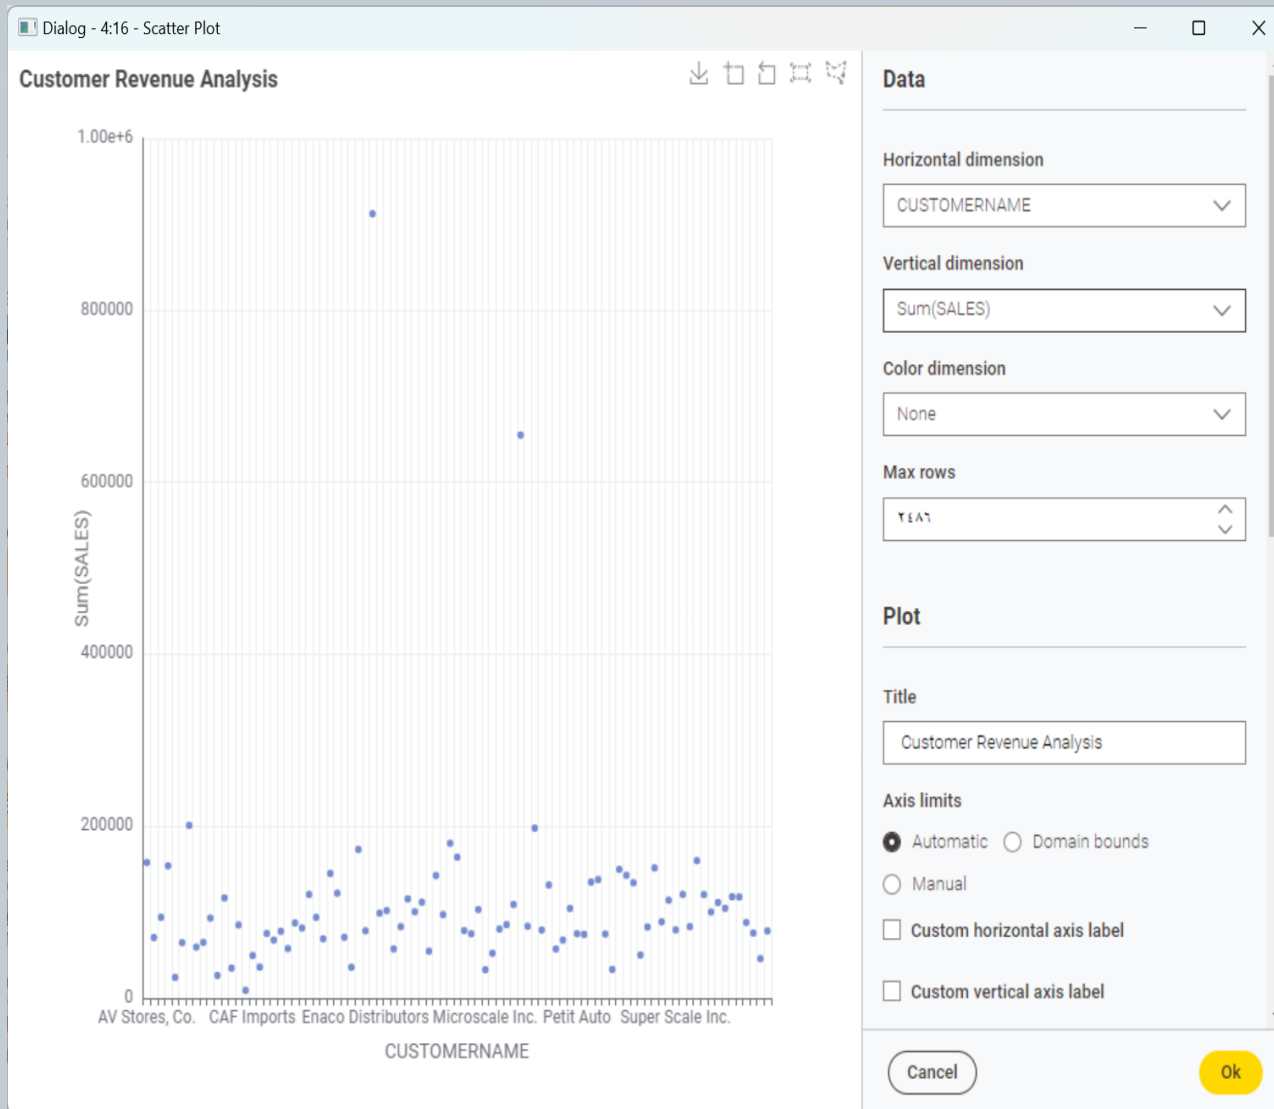 Dialog - 4:16 - Scatter Plot
Customer Revenue Analysis
1.00e+6
800000
600000
400000
200000
0
Sum(SALES)
AV Stores, Co. CAF Imports Enaco Distributors Microscale Inc. Petit Auto Super Scale Inc.
CUSTOMERNAME
Data
Horizontal dimension
CUSTOMERNAME
Vertical dimension
Sum(SALES)
Color dimension
None
Max rows
٢٤٨٦
Plot
Title
Customer Revenue Analysis
Axis limits
Automatic Domain bounds
Manual
Custom horizontal axis label
Custom vertical axis label
Cancel Ok